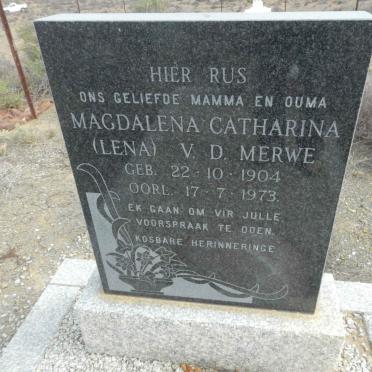 HIER RUS
ONS GELIEFDE MAMMA EN OUMA
MAGDALENA CATHARINA
(LENA) V. D. MERWE
GEB. 22-10-1904
OORL. 17-7-1973.
EK GAAN OM VIR JULLE
VOORSPRAAK TE DOEN.
KOSBARE HERINNERINGE